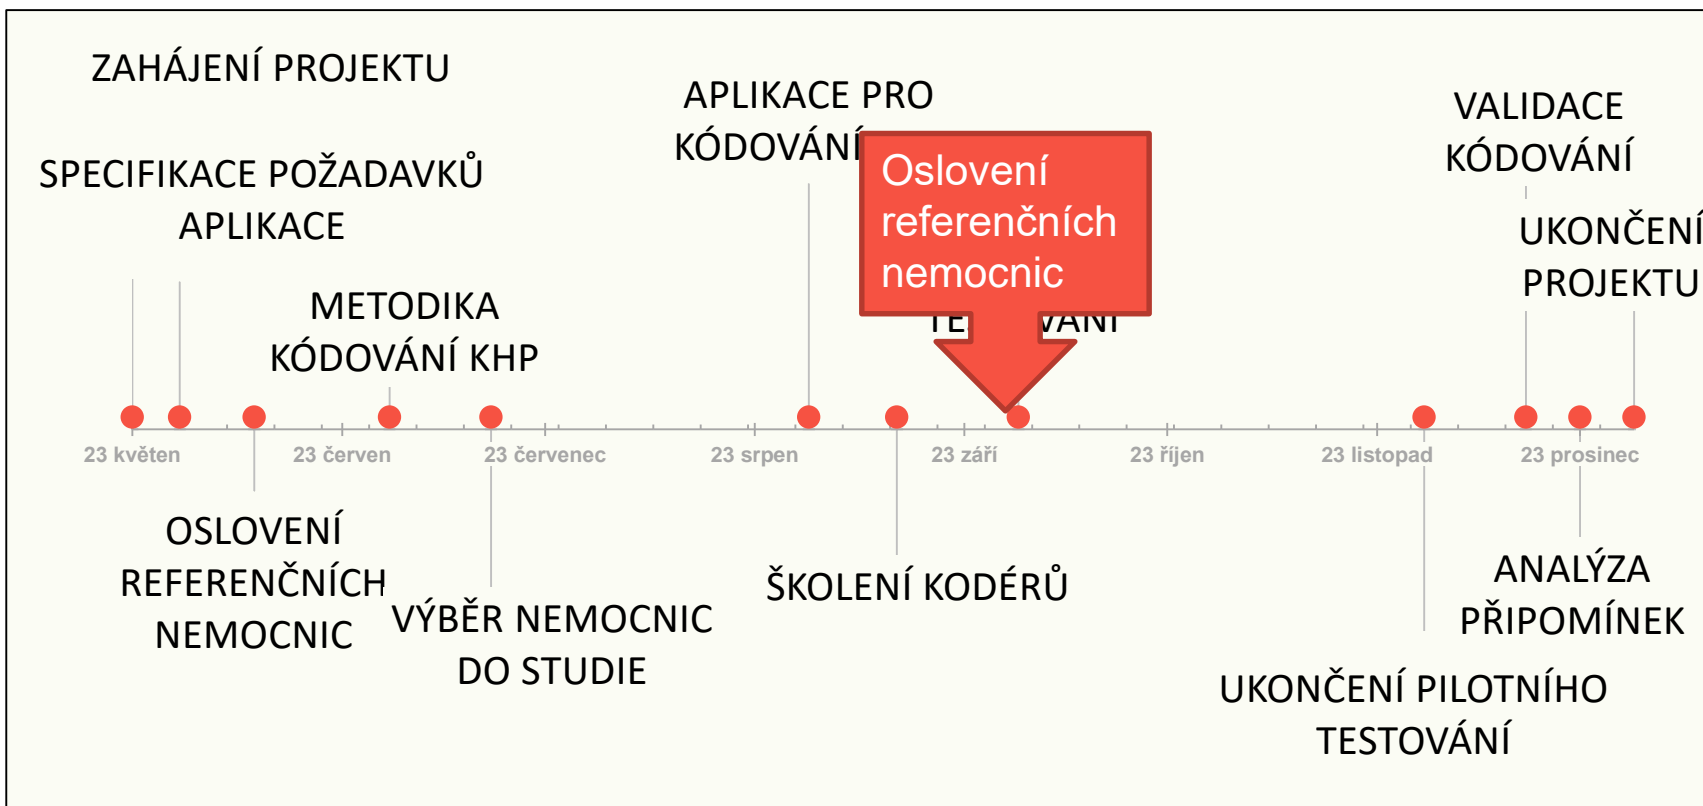 ZAHÁJENÍ PROJEKTU
SPECIFIKACE POŽADAVKŮ
APLIKACE
METODIKA
KÓDOVÁNÍ KHP
APLIKACE PRO
KÓDOVÁNÍ
Oslovení
referenčních
nemocnic
VALIDACE
KÓDOVÁNÍ
UKONČENÍ
PROJEKTU
23 květen
23 červen
23 červenec
23 srpen
23 září
23 říjen
23 listopad
23 prosinec
OSLOVENÍ
REFERENČNÍCH
NEMOCNIC
VÝBĚR NEMOCNIC
DO STUDIE
ŠKOLENÍ KODÉRŮ
UKONČENÍ PILOTNÍHO
TESTOVÁNÍ
ANALÝZA
PŘIPOMÍNEK